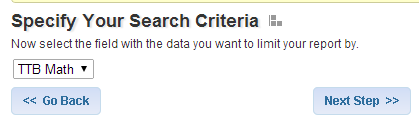 Specify Your Search Criteria
Now select the field with the data you want to limit your report by.
TTB Math
<< Go Back
Next Step >>